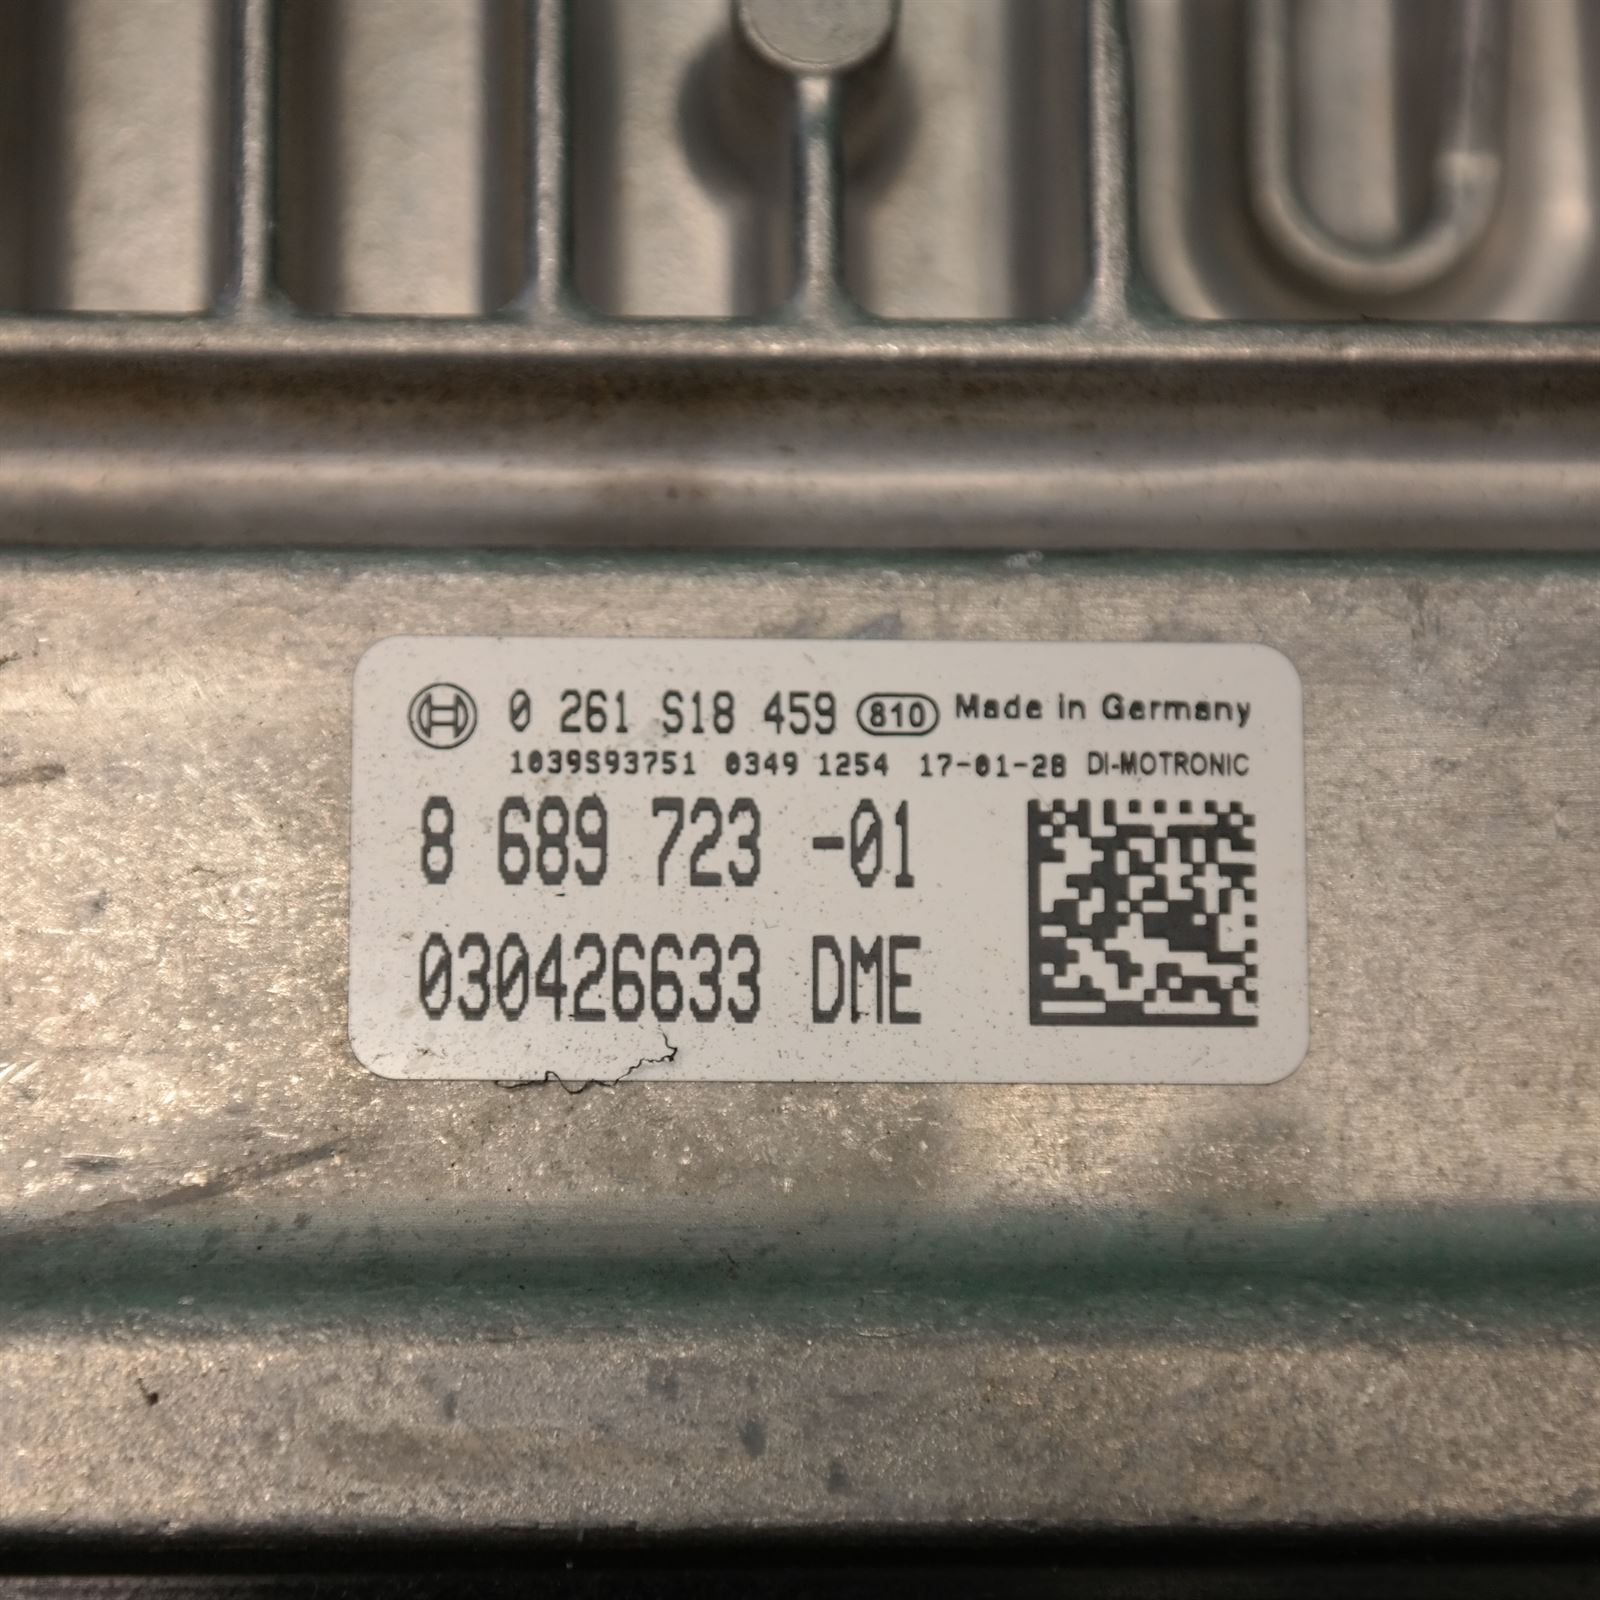 0 261 S18 459 810 Made in Germany
1039S93751 0349 1254 17-01-28 DI-MOTRONIC
8 689 723 -01
030426633 DME